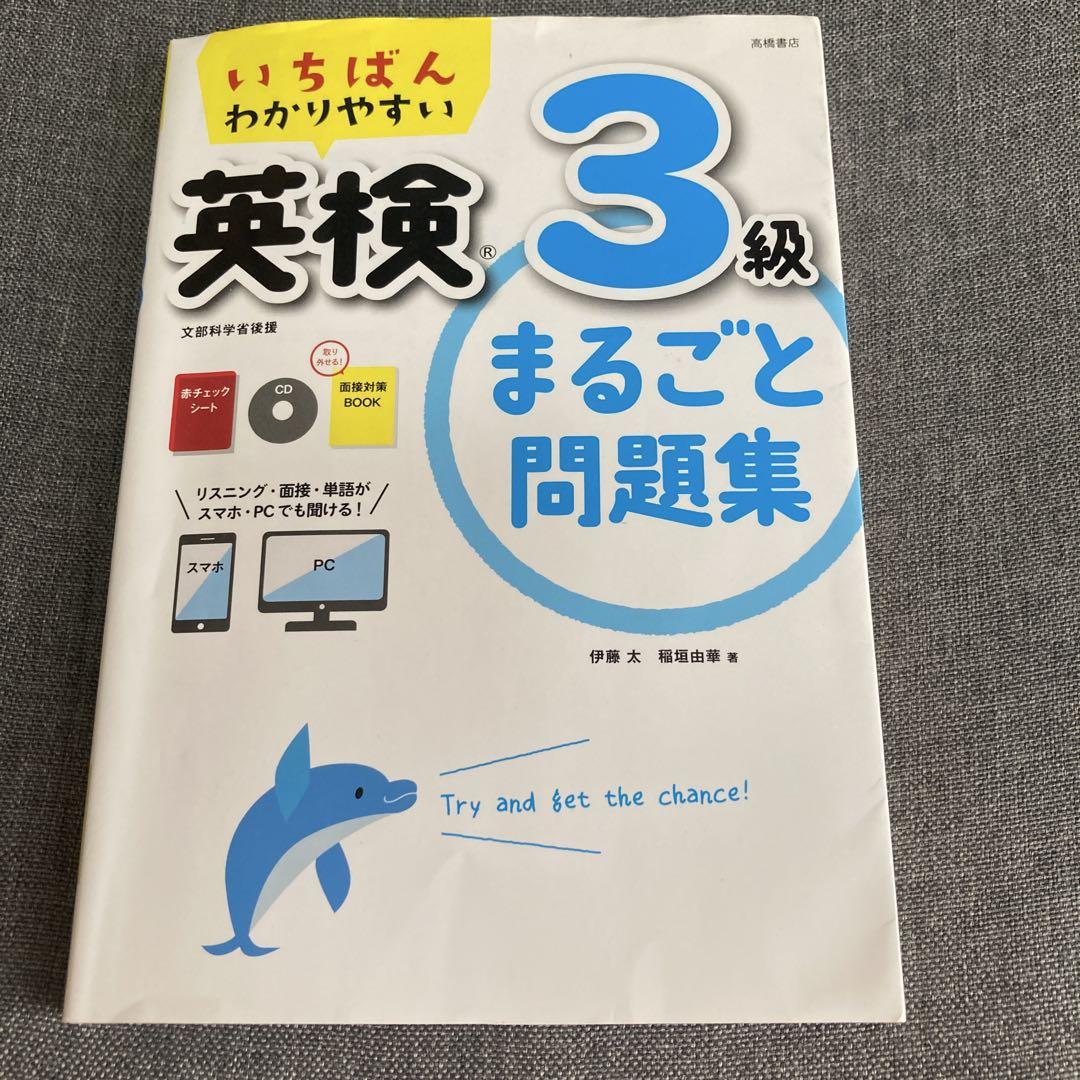 高橋書店
いちばん
わかりやすい
英検® 3級
文部科学省後援
まるごと
問題集
取り
外せる!
赤チェック
シート
CD
面接対策
BOOK
リスニング・面接・単語が
スマホ・PCでも聞ける!
スマホ
PC
伊藤 太 稲垣由華 著
Try and get the chance!